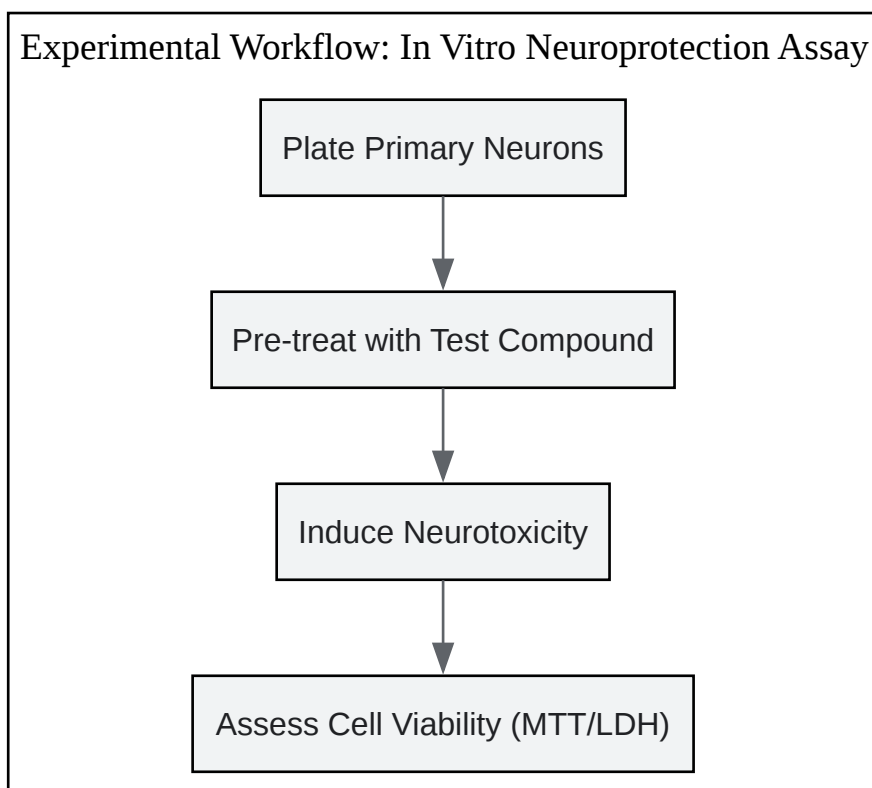 Experimental Workflow: In Vitro Neuroprotection Assay
Plate Primary Neurons
Pre-treat with Test Compound
Induce Neurotoxicity
Assess Cell Viability (MTT/LDH)